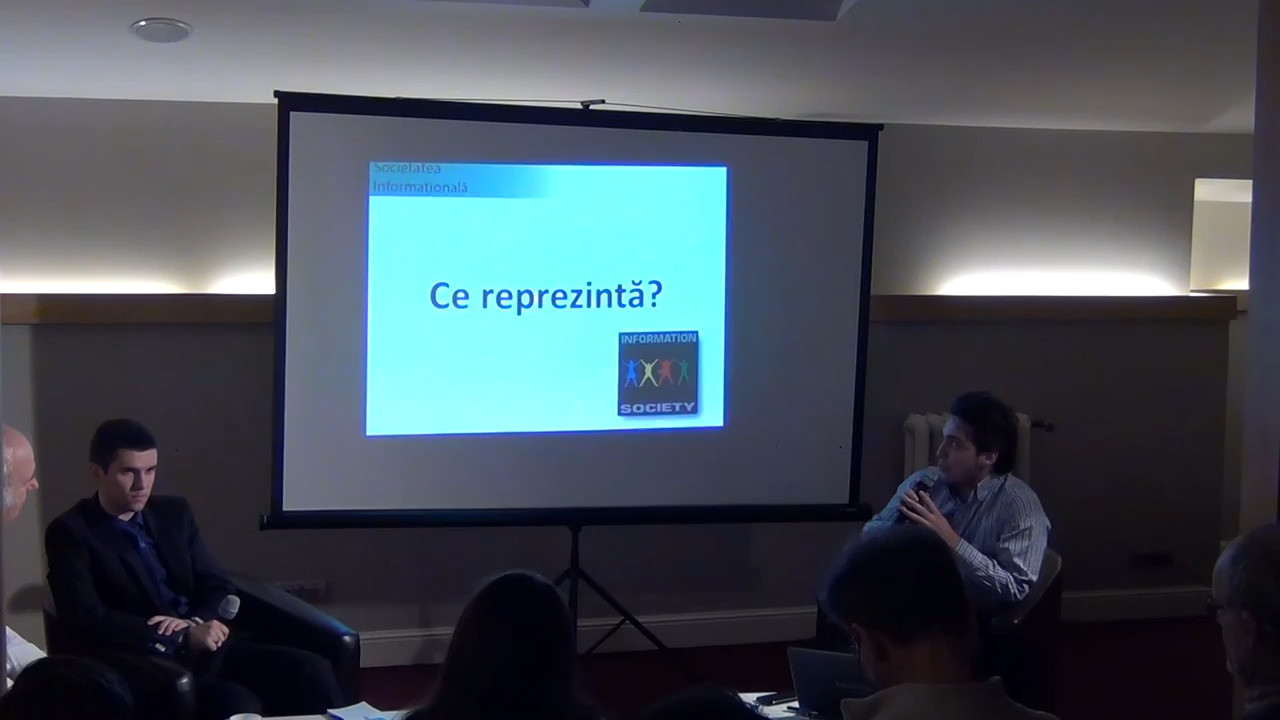 Societatea
Informațională
Ce reprezintă?
INFORMATION
SOCIETY